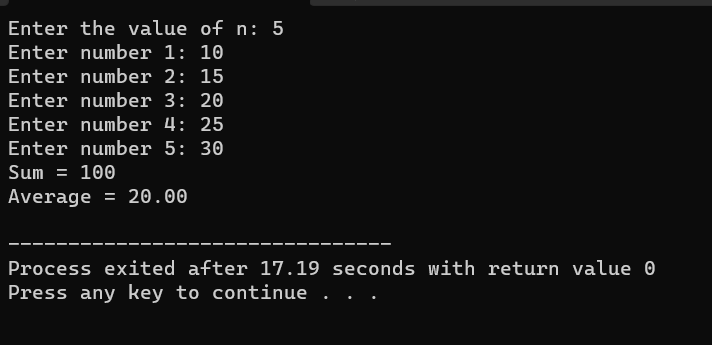 Enter the value of n: 5
Enter number 1: 10
Enter number 2: 15
Enter number 3: 20
Enter number 4: 25
Enter number 5: 30
Sum = 100
Average = 20.00
--------------------------------
Process exited after 17.19 seconds with return value 0
Press any key to continue . . .